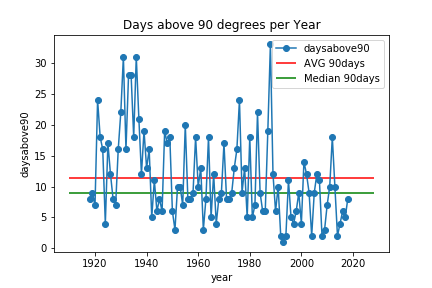 Days above 90 degrees per Year
daysabove90
AVG 90days
Median 90days
daysabove90
30
25
20
15
10
5
0
1920 1940 1960 1980 2000 2020
year